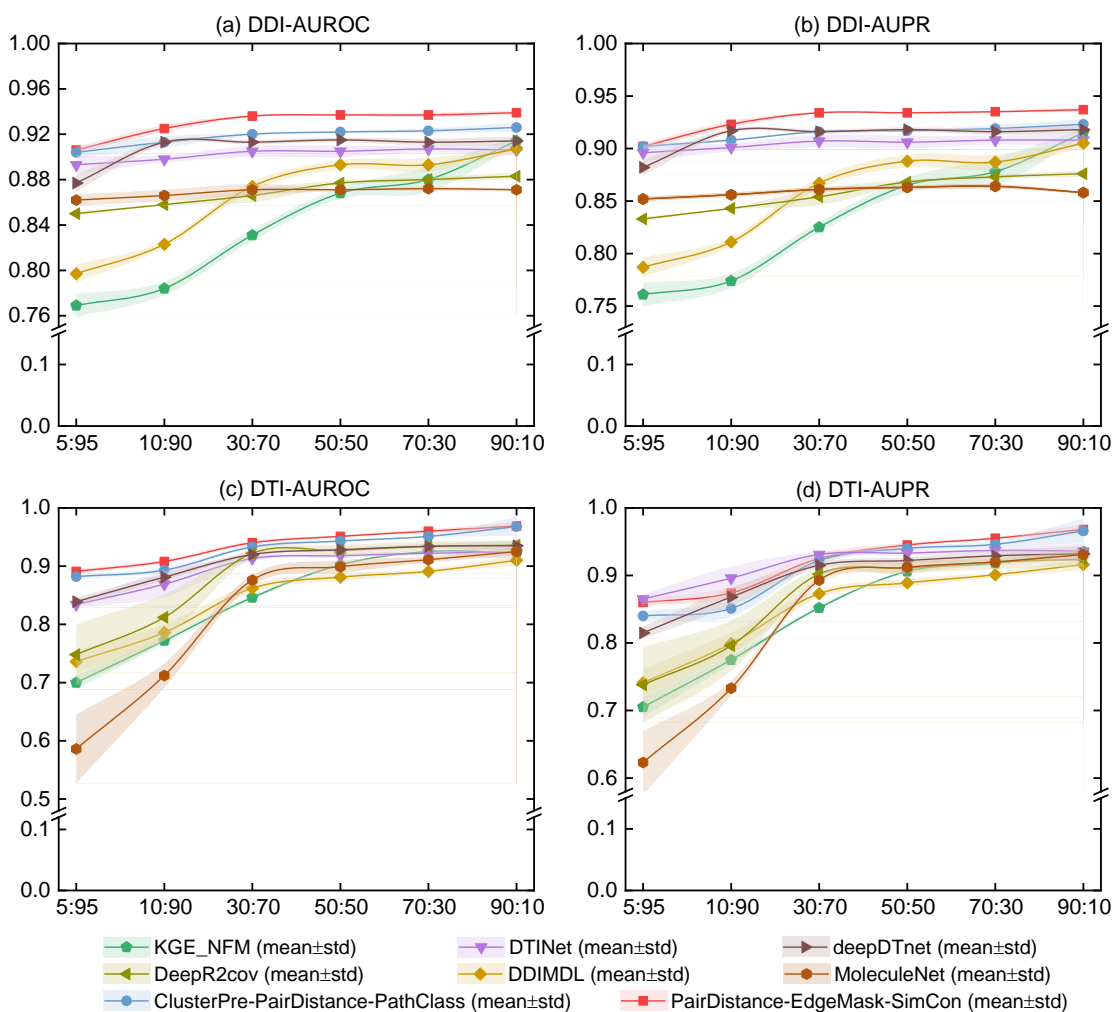 (a) DDI-AUROC
(b) DDI-AUPR
1.00
0.96
0.92
0.88
0.84
0.80
0.76
0.1
0.0
5:95 10:90 30:70 50:50 70:30 90:10
1.00
0.95
0.90
0.85
0.80
0.75
0.1
0.0
5:95 10:90 30:70 50:50 70:30 90:10
(c) DTI-AUROC
(d) DTI-AUPR
1.0
0.9
0.8
0.7
0.6
0.5
0.1
0.0
5:95 10:90 30:70 50:50 70:30 90:10
1.0
0.9
0.8
0.7
0.6
0.1
0.0
5:95 10:90 30:70 50:50 70:30 90:10
KGE_NFM (mean±std) DTINet (mean±std) deepDTnet (mean±std)
DeepR2cov (mean±std) DDIMDL (mean±std) MoleculeNet (mean±std)
ClusterPre-PairDistance-PathClass (mean±std) PairDistance-EdgeMask-SimCon (mean±std)